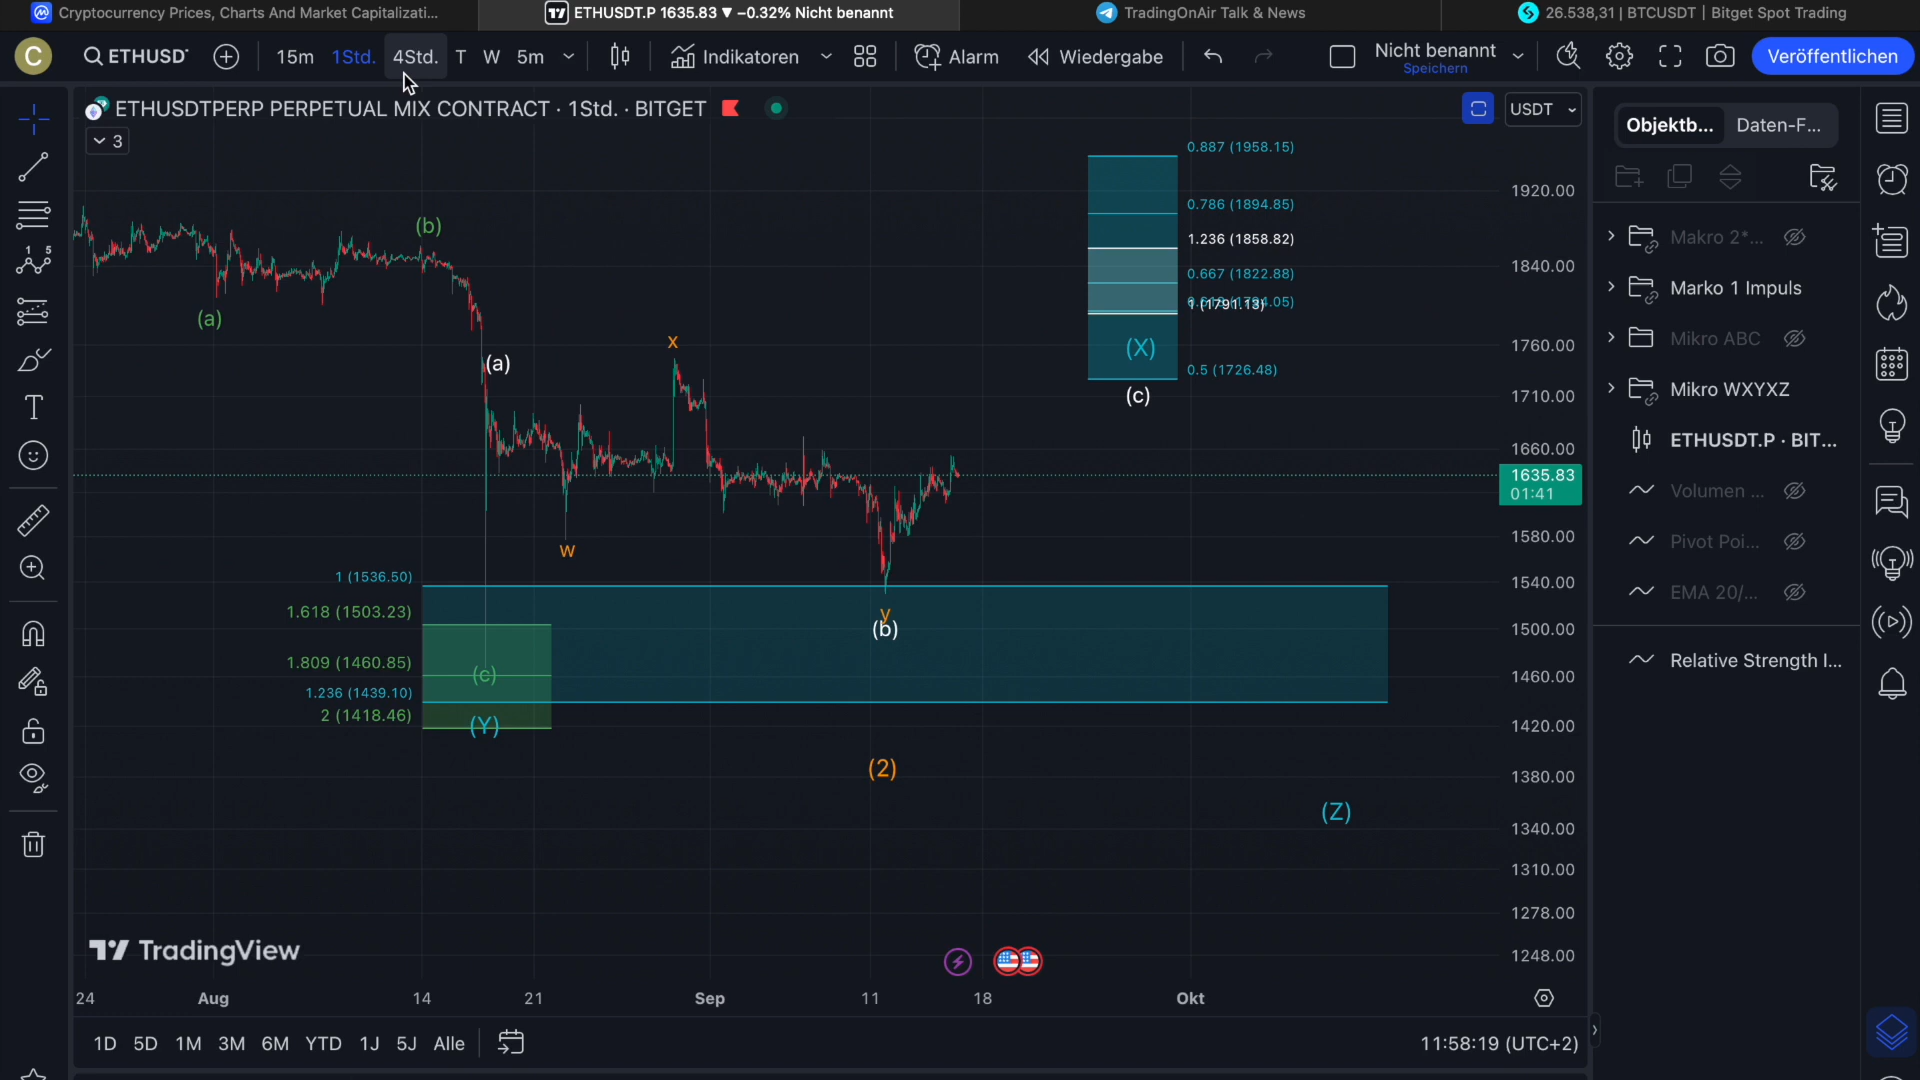 Cryptocurrency Prices, Charts And Market Capitalizati...
ETHUSDT.P 1635.83 ▼ −0.32% Nicht benannt
TradingOnAir Talk & News
26.538,31 | BTCUSDT | Bitget Spot Trading
C
ETHUSD
15m 1Std. 4Std. T W 5m
Indikatoren
Alarm
Wiedergabe
Nicht benannt
Speichern
Veröffentlichen
ETHUSDTPERP PERPETUAL MIX CONTRACT · 1Std. · BITGET
3
USDT
Objektb... Daten-F...
Makro 2*...
Marko 1 Impuls
Mikro ABC
Mikro WXYXZ
ETHUSDT.P · BIT...
Volumen ...
Pivot Poi...
EMA 20/...
Relative Strength I...
0.887 (1958.15)
0.786 (1894.85)
1.236 (1858.82)
0.667 (1822.88)
1 (1791.13)
(X)
0.5 (1726.48)
(c)
(b)
(a)
(a)
x
w
y
(b)
1 (1536.50)
1.618 (1503.23)
1.809 (1460.85)
1.236 (1439.10)
2 (1418.46)
(c)
(Y)
(2)
(Z)
1920.00
1840.00
1760.00
1710.00
1660.00
1635.83
01:41
1580.00
1540.00
1500.00
1460.00
1420.00
1380.00
1340.00
1310.00
1278.00
1248.00
TradingView
24 Aug 14 21 Sep 11 18 Okt
1D 5D 1M 3M 6M YTD 1J 5J Alle
11:58:19 (UTC+2)